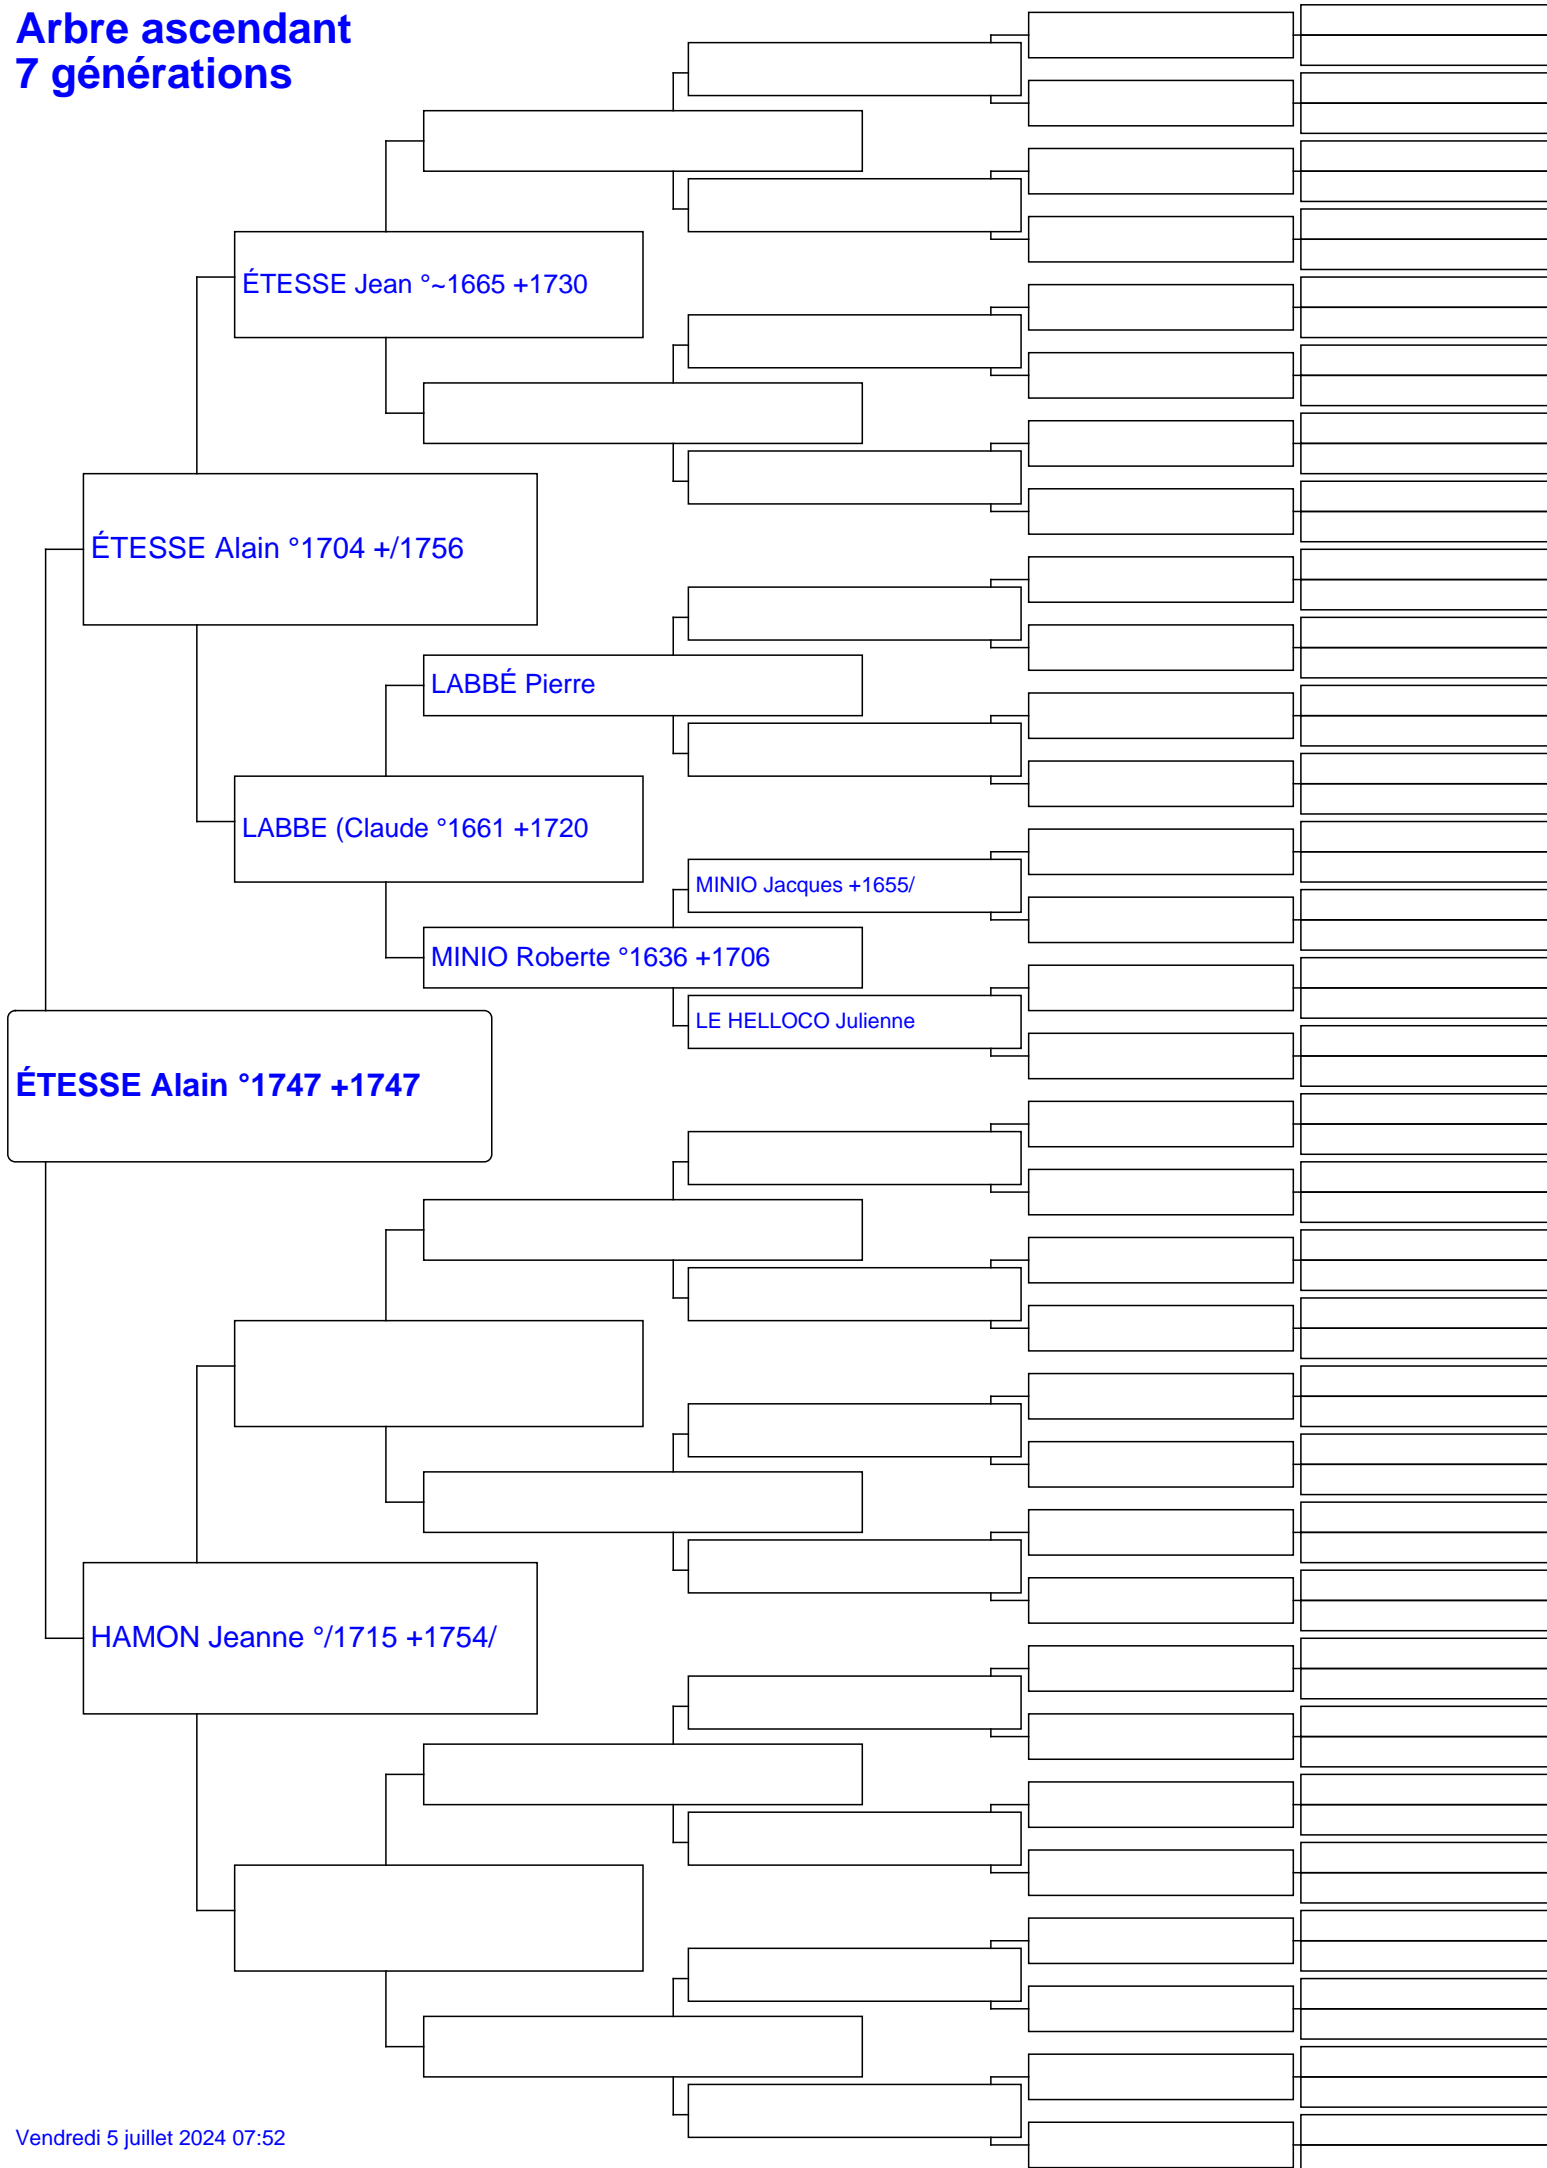 Arbre ascendant
7 générations
ÉTESSE Jean °~1665 +1730
ÉTESSE Alain °1704 +/1756
LABBÉ Pierre
LABBE (Claude °1661 +1720
MINIO Jacques +1655/
MINIO Roberte °1636 +1706
LE HELLOCO Julienne
ÉTESSE Alain °1747 +1747
HAMON Jeanne °/1715 +1754/
Vendredi 5 juillet 2024 07:52